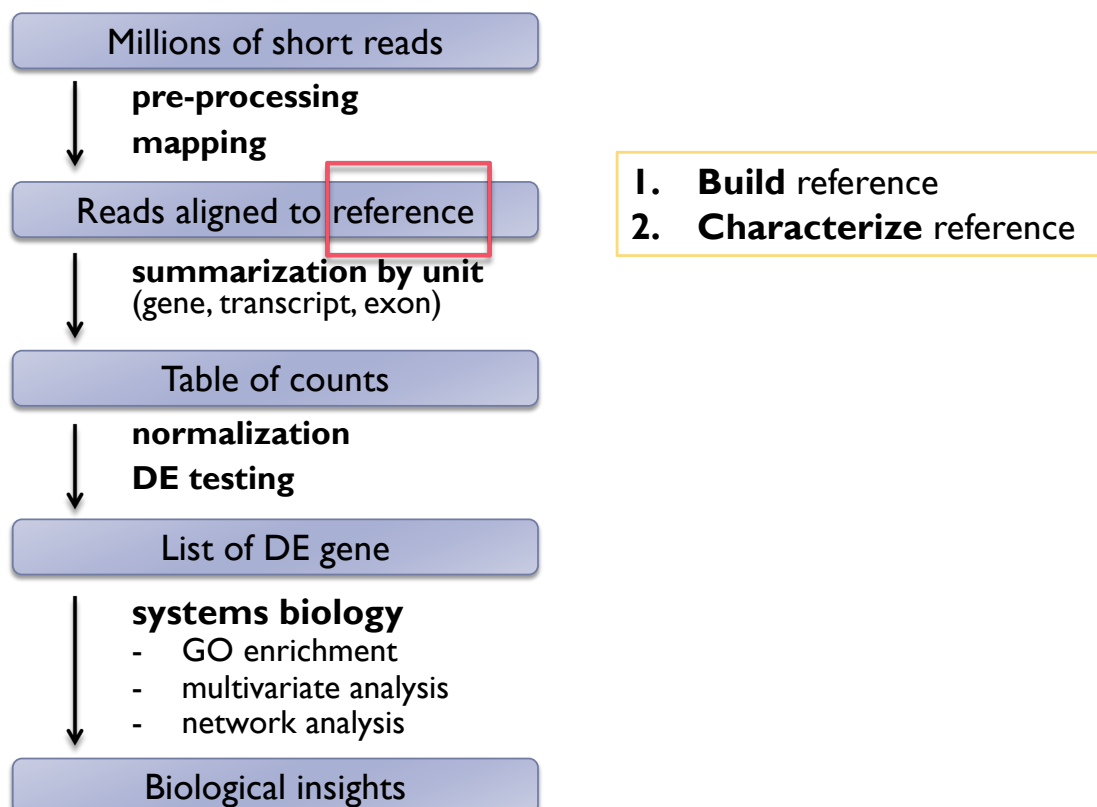 Millions of short reads
pre-processing
mapping
Reads aligned to reference
summarization by unit
(gene, transcript, exon)
Table of counts
normalization
DE testing
List of DE gene
systems biology
- GO enrichment
- multivariate analysis
- network analysis
Biological insights
1. Build reference
2. Characterize reference